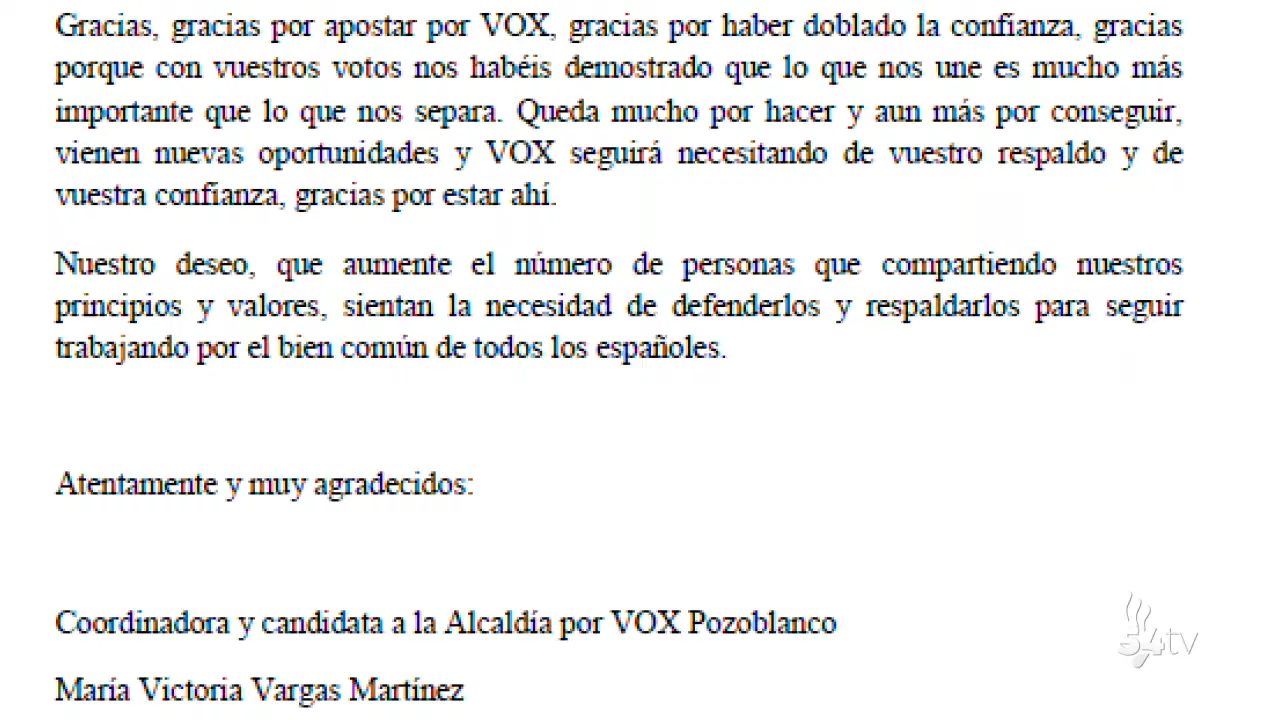 Gracias, gracias por apostar por VOX, gracias por haber doblado la confianza, gracias
porque con vuestros votos nos habéis demostrado que lo que nos une es mucho más
importante que lo que nos separa. Queda mucho por hacer y aun más por conseguir,
vienen nuevas oportunidades y VOX seguirá necesitando de vuestro respaldo y de
vuestra confianza, gracias por estar ahí.
Nuestro deseo, que aumente el número de personas que compartiendo nuestros
principios y valores, sientan la necesidad de defenderlos y respaldarlos para seguir
trabajando por el bien común de todos los españoles.
Atentamente y muy agradecidos:
Coordinadora y candidata a la Alcaldía por VOX Pozoblanco
54tv
María Victoria Vargas Martínez